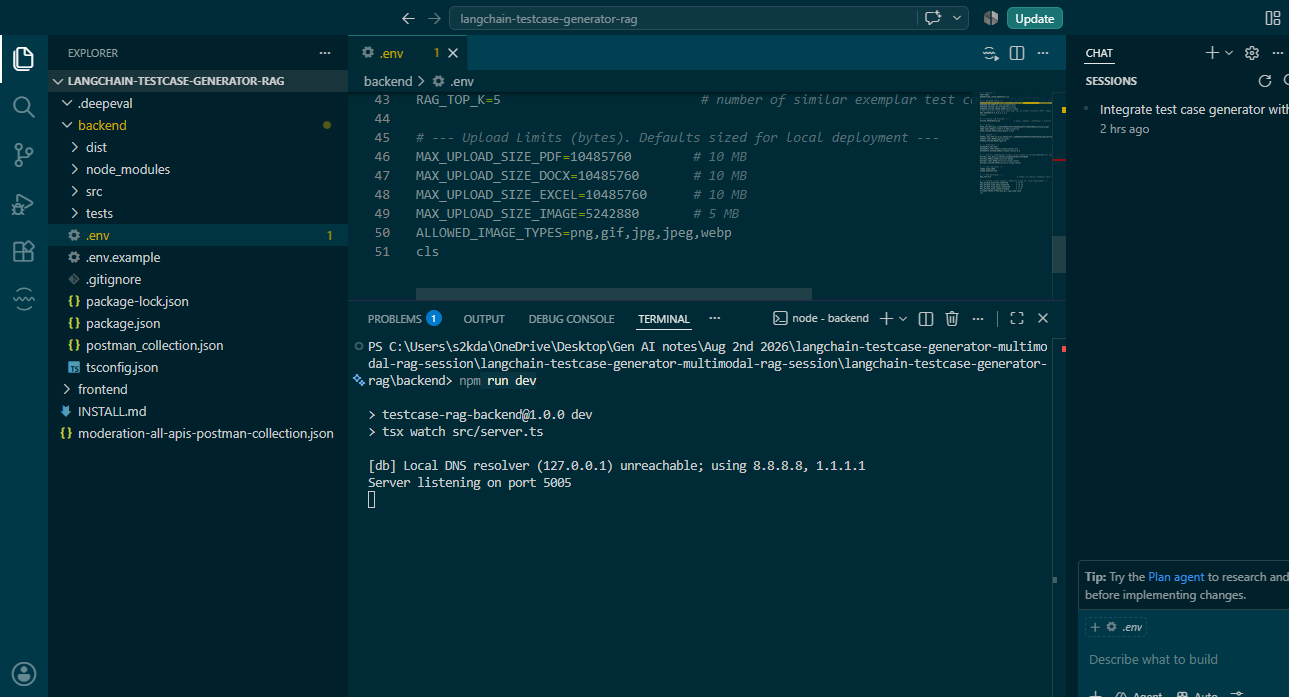 langchain-testcase-generator-rag
Update
EXPLORER
LANGCHAIN-TESTCASE-GENERATOR-RAG
.deepeval
backend
dist
node_modules
src
tests
.env 1
.env.example
.gitignore
package-lock.json
package.json
postman_collection.json
tsconfig.json
frontend
INSTALL.md
moderation-all-apis-postman-collection.json
.env 1
backend > .env
43 RAG_TOP_K=5 # number of similar exemplar test
44
45 # --- Upload Limits (bytes). Defaults sized for local deployment ---
46 MAX_UPLOAD_SIZE_PDF=10485760 # 10 MB
47 MAX_UPLOAD_SIZE_DOCX=10485760 # 10 MB
48 MAX_UPLOAD_SIZE_EXCEL=10485760 # 10 MB
49 MAX_UPLOAD_SIZE_IMAGE=5242880 # 5 MB
50 ALLOWED_IMAGE_TYPES=png,gif,jpg,jpeg,webp
51 cls
PROBLEMS 1 OUTPUT DEBUG CONSOLE TERMINAL ... node - backend
PS C:\Users\s2kda\OneDrive\Desktop\Gen AI notes\Aug 2nd 2026\langchain-testcase-generator-multimo
dal-rag-session\langchain-testcase-generator-multimodal-rag-session\langchain-testcase-generator-
rag\backend> npm run dev
> testcase-rag-backend@1.0.0 dev
> tsx watch src/server.ts
[db] Local DNS resolver (127.0.0.1) unreachable; using 8.8.8.8, 1.1.1.1
Server listening on port 5005
CHAT
SESSIONS
Integrate test case generator with
2 hrs ago
Tip: Try the Plan agent to research and
before implementing changes.
.env
Describe what to build
Agent Auto